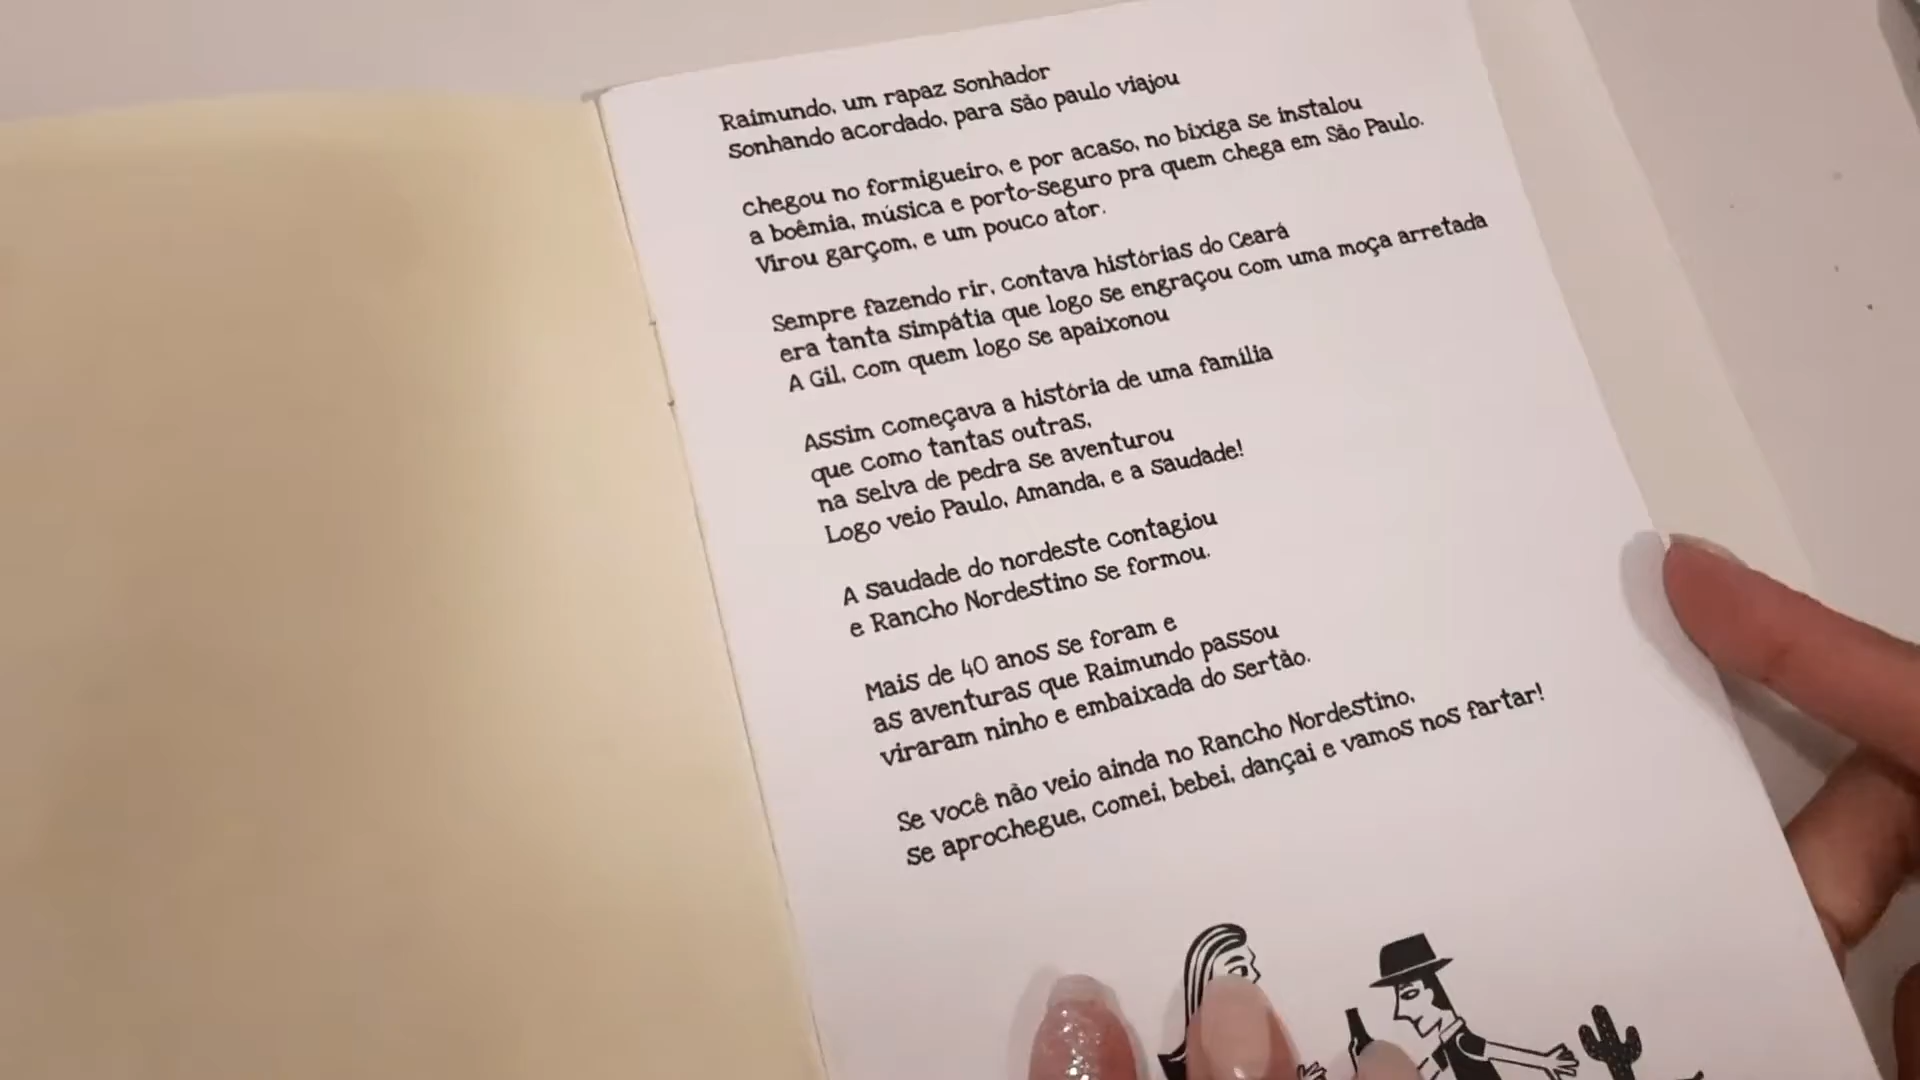 Raimundo, um rapaz sonhador
sonhando acordado, para são paulo viajou
chegou no formigueiro, e por acaso, no bixiga se instalou
a boêmia, música e porto-seguro pra quem chega em São Paulo.
Virou garçom, e um pouco ator.
Sempre fazendo rir, contava histórias do Ceará
era tanta simpátia que logo se engraçou com uma moça arretada
A Gil, com quem logo se apaixonou
Assim começava a história de uma família
que como tantas outras,
na selva de pedra se aventurou
Logo veio Paulo, Amanda, e a saudade!
A saudade do nordeste contagiou
e Rancho Nordestino se formou.
Mais de 40 anos se foram e
as aventuras que Raimundo passou
viraram ninho e embaixada do sertão.
Se você não veio ainda no Rancho Nordestino,
se aprochegue, comei, bebei, dançai e vamos nos fartar!